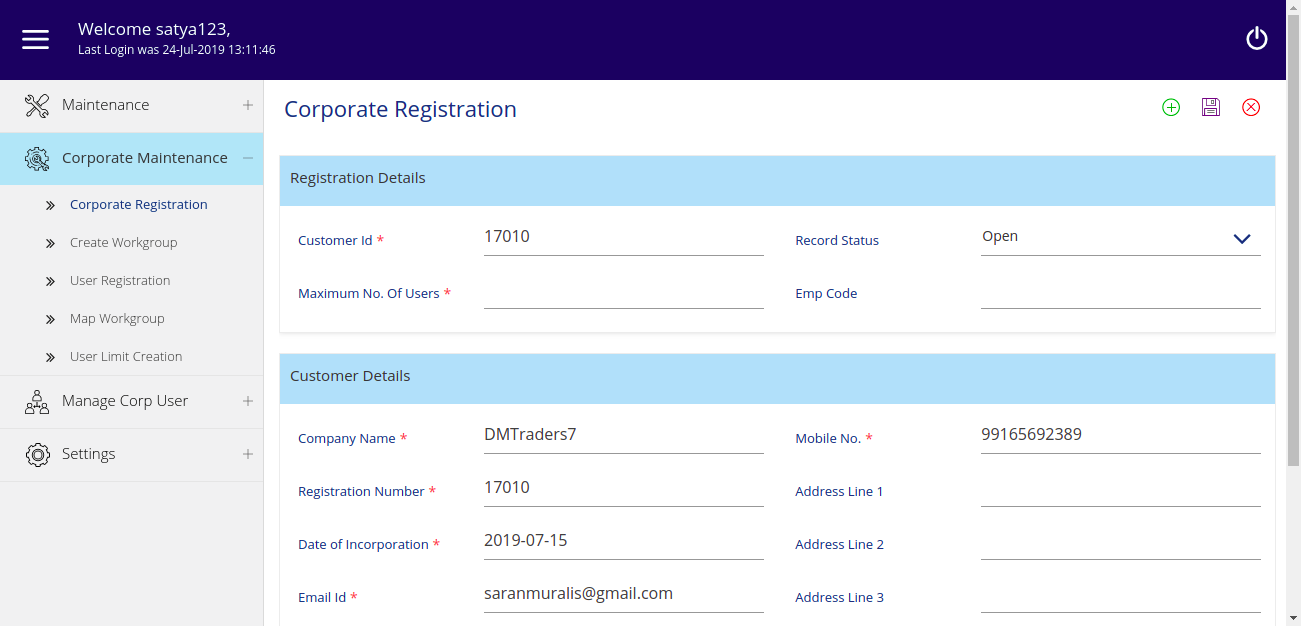 Welcome satya123,
Last Login was 24-Jul-2019 13:11:46
Maintenance
Corporate Maintenance
Corporate Registration
Create Workgroup
User Registration
Map Workgroup
User Limit Creation
Manage Corp User
Settings
Corporate Registration
Registration Details
Customer Id * 17010 Record Status Open
Maximum No. Of Users * Emp Code
Customer Details
Company Name * DMTraders7 Mobile No. * 99165692389
Registration Number * 17010 Address Line 1
Date of Incorporation * 2019-07-15 Address Line 2
Email Id * saranmuralis@gmail.com Address Line 3